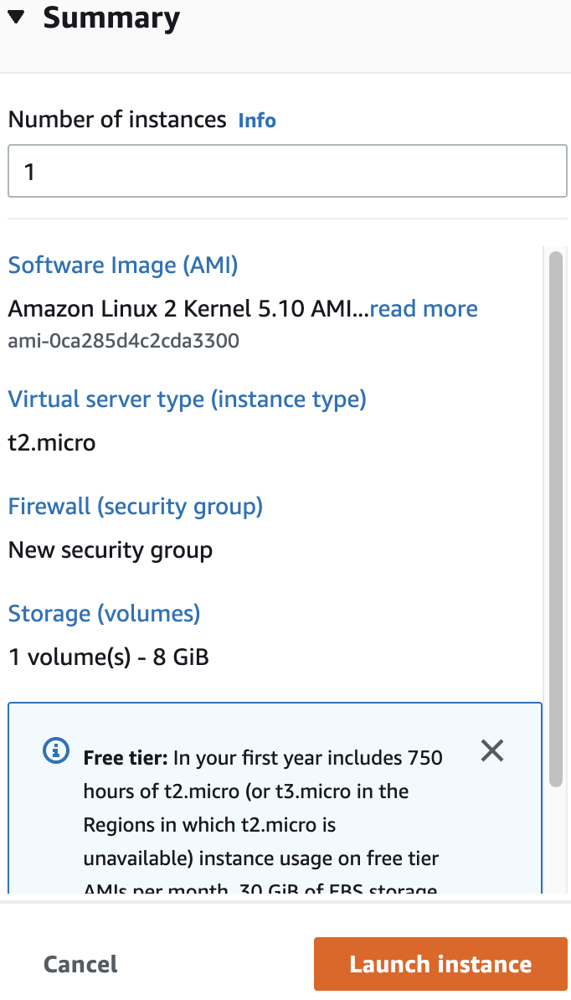 Summary
Number of instances Info
1
Software Image (AMI)
Amazon Linux 2 Kernel 5.10 AMI...read more
ami-0ca285d4c2cda3300
Virtual server type (instance type)
t2.micro
Firewall (security group)
New security group
Storage (volumes)
1 volume(s) - 8 GiB
Free tier: In your first year includes 750
hours of t2.micro (or t3.micro in the
Regions in which t2.micro is
unavailable) instance usage on free tier
AMIs per month, 30 GiB of EBS storage,
Cancel
Launch instance